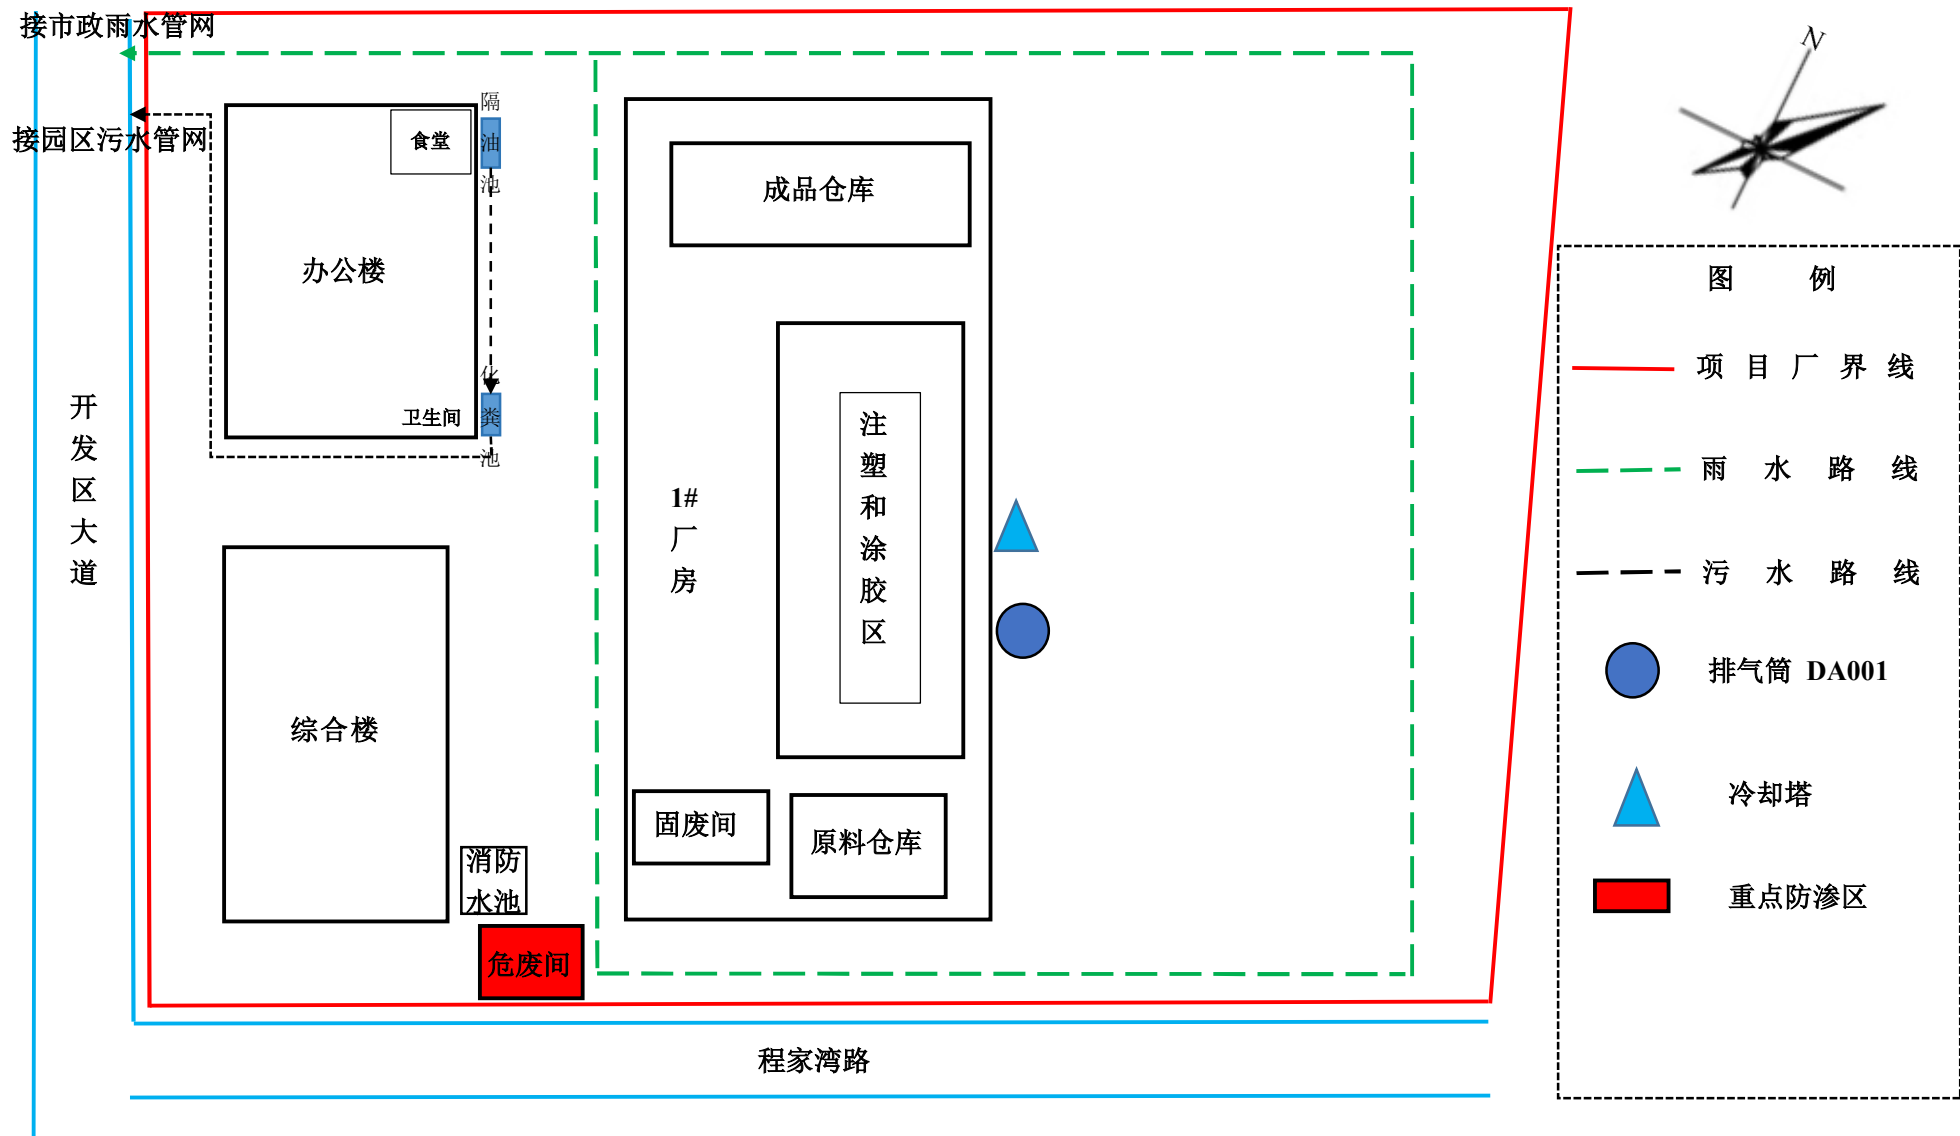 接市政雨水管网
N
隔
油
池
食堂
接园区污水管网
成品仓库
办公楼
图 例
项目厂界线
化
粪
池
卫生间
开
发
区
大
道
注
塑
和
涂
胶
区
1#
厂
房
雨水路线
污水路线
排气筒 DA001
综合楼
冷却塔
固废间
原料仓库
消防
水池
重点防渗区
危废间
程家湾路